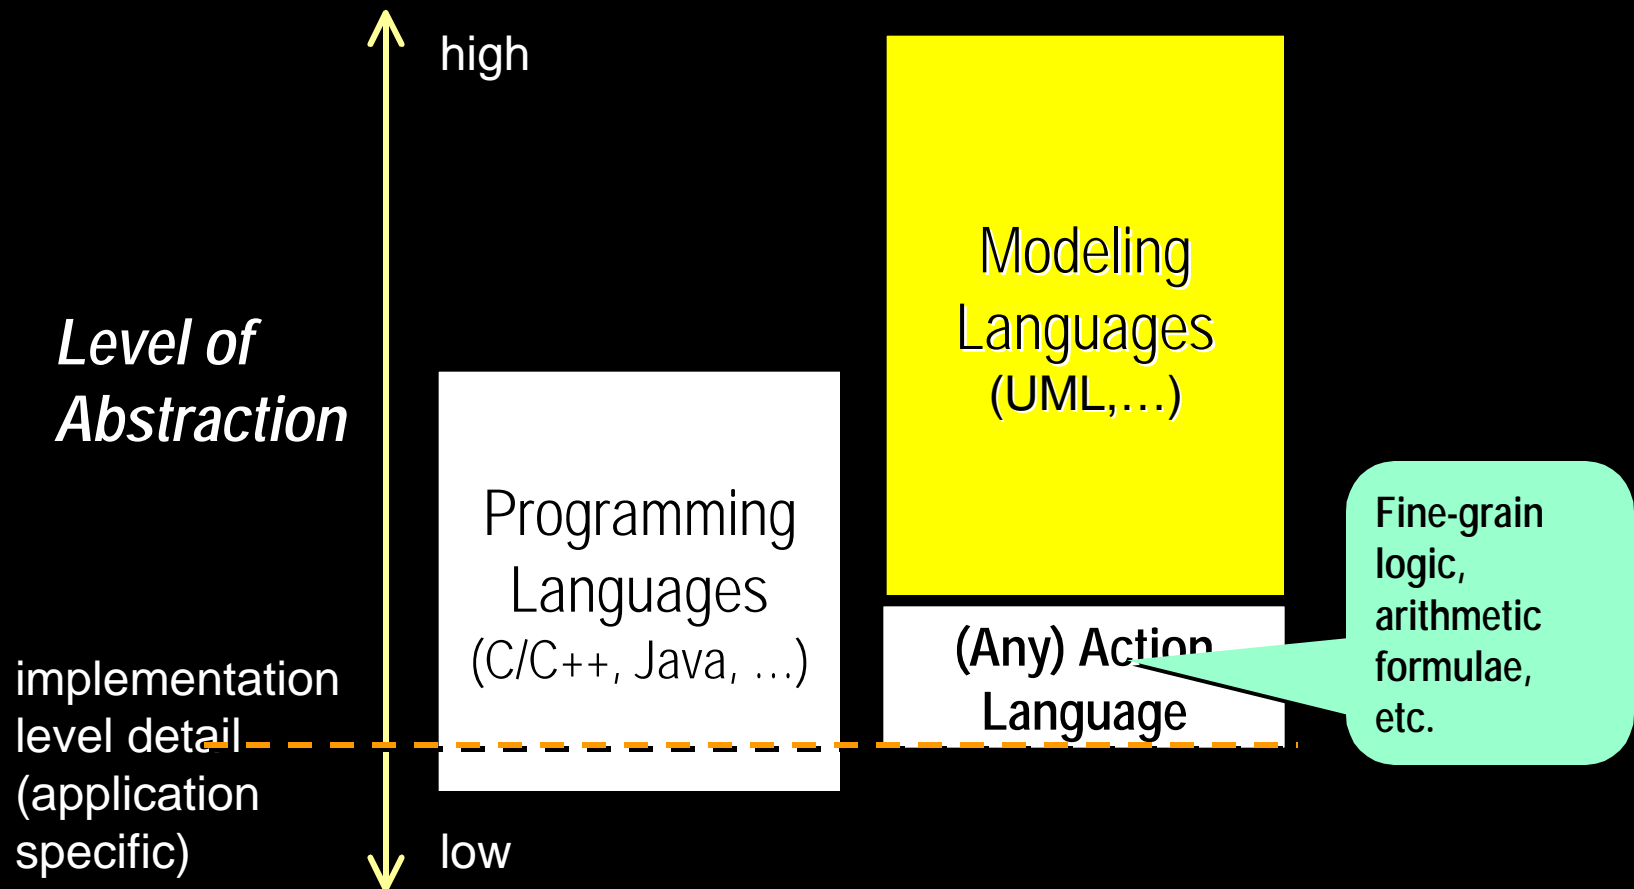 high
Level of
Abstraction
Modeling
Languages
(UML,…)
Programming
Languages
(C/C++, Java, …)
(Any) Action
Language
Fine-grain
logic,
arithmetic
formulae,
etc.
implementation
level detail
(application
specific)
low